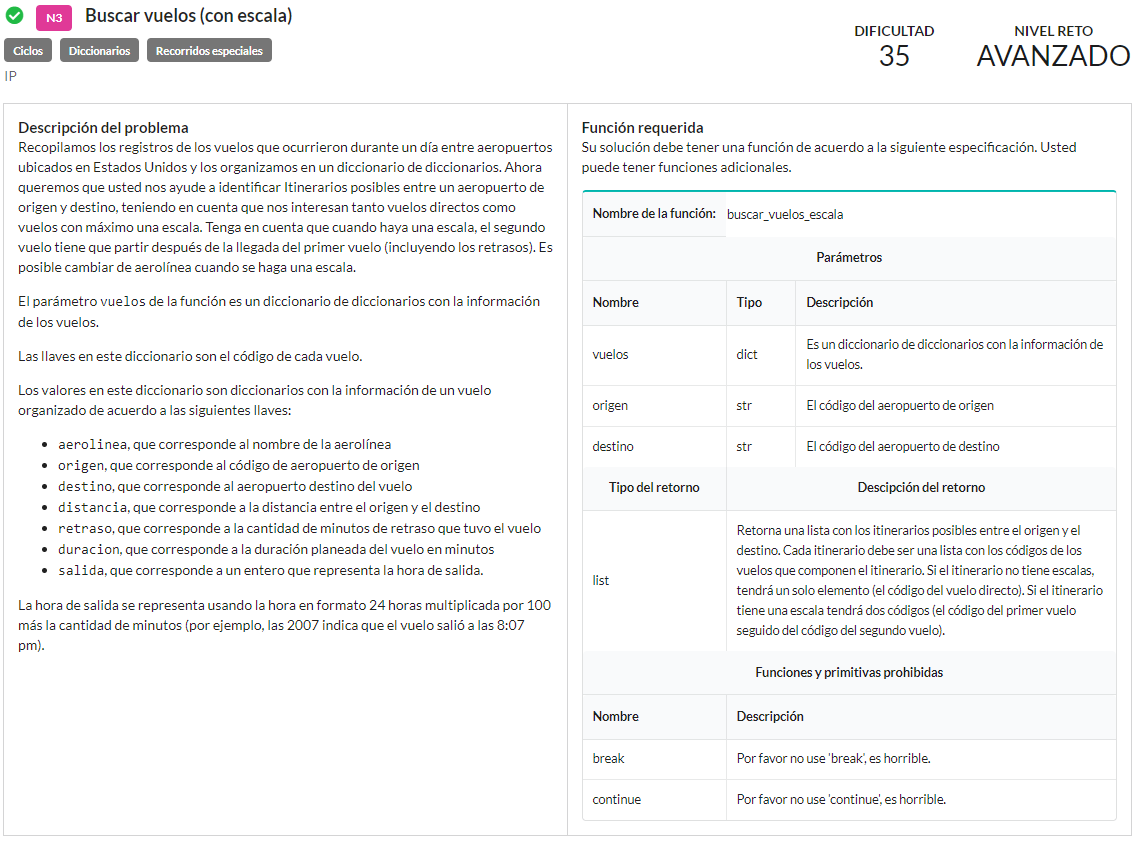 N3 Buscar vuelos (con escala)
Ciclos Diccionarios Recorridos especiales
IP
DIFICULTAD
35
NIVEL RETO
AVANZADO
Descripción del problema
Recopilamos los registros de los vuelos que ocurrieron durante un día entre aeropuertos
ubicados en Estados Unidos y los organizamos en un diccionario de diccionarios. Ahora
queremos que usted nos ayude a identificar Itinerarios posibles entre un aeropuerto de
origen y destino, teniendo en cuenta que nos interesan tanto vuelos directos como
vuelos con máximo una escala. Tenga en cuenta que cuando haya una escala, el segundo
vuelo tiene que partir después de la llegada del primer vuelo (incluyendo los retrasos). Es
posible cambiar de aerolínea cuando se haga una escala.
El parámetro vuelos de la función es un diccionario de diccionarios con la información
de los vuelos.
Las llaves en este diccionario son el código de cada vuelo.
Los valores en este diccionario son diccionarios con la información de un vuelo
organizado de acuerdo a las siguientes llaves:
• aerolinea, que corresponde al nombre de la aerolínea
• origen, que corresponde al código de aeropuerto de origen
• destino, que corresponde al aeropuerto destino del vuelo
• distancia, que corresponde a la distancia entre el origen y el destino
• retraso, que corresponde a la cantidad de minutos de retraso que tuvo el vuelo
• duracion, que corresponde a la duración planeada del vuelo en minutos
• salida, que corresponde a un entero que representa la hora de salida.
La hora de salida se representa usando la hora en formato 24 horas multiplicada por 100
más la cantidad de minutos (por ejemplo, las 2007 indica que el vuelo salió a las 8:07
pm).
Función requerida
Su solución debe tener una función de acuerdo a la siguiente especificación. Usted
puede tener funciones adicionales.
Nombre de la función: buscar_vuelos_escala
Parámetros
Nombre Tipo Descripción
vuelos dict Es un diccionario de diccionarios con la información de
los vuelos.
origen str El código del aeropuerto de origen
destino str El código del aeropuerto de destino
Tipo del retorno Descipción del retorno
list Retorna una lista con los itinerarios posibles entre el origen y el
destino. Cada itinerario debe ser una lista con los códigos de los
vuelos que componen el itinerario. Si el itinerario no tiene escalas,
tendrá un solo elemento (el código del vuelo directo). Si el itinerario
tiene una escala tendrá dos códigos (el código del primer vuelo
seguido del código del segundo vuelo).
Funciones y primitivas prohibidas
Nombre Descripción
break Por favor no use 'break', es horrible.
continue Por favor no use 'continue', es horrible.